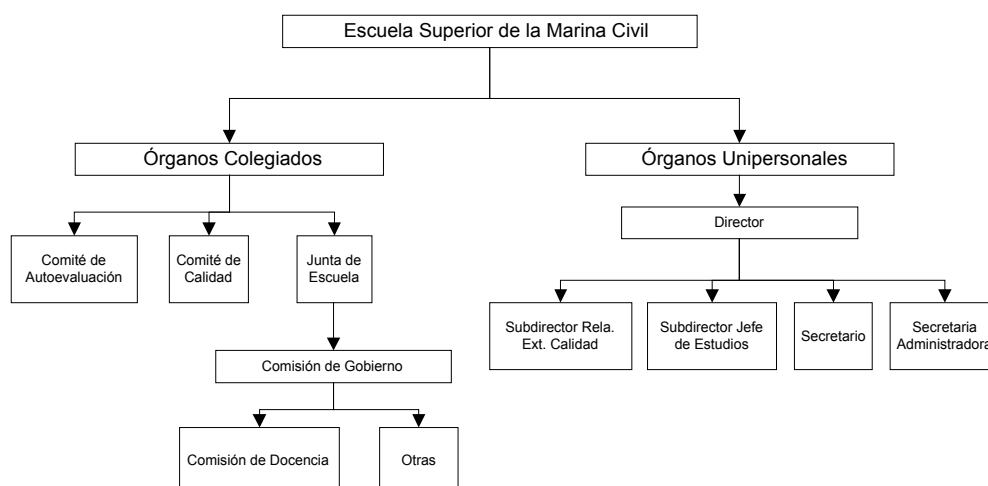 Escuela Superior de la Marina Civil
Órganos Colegiados
Órganos Unipersonales
Director
Comité de
Autoevaluación
Comité de
Calidad
Junta de
Escuela
Subdirector Rela.
Ext. Calidad
Subdirector Jefe
de Estudios
Secretario
Secretaria
Administradora
Comisión de Gobierno
Comisión de Docencia
Otras